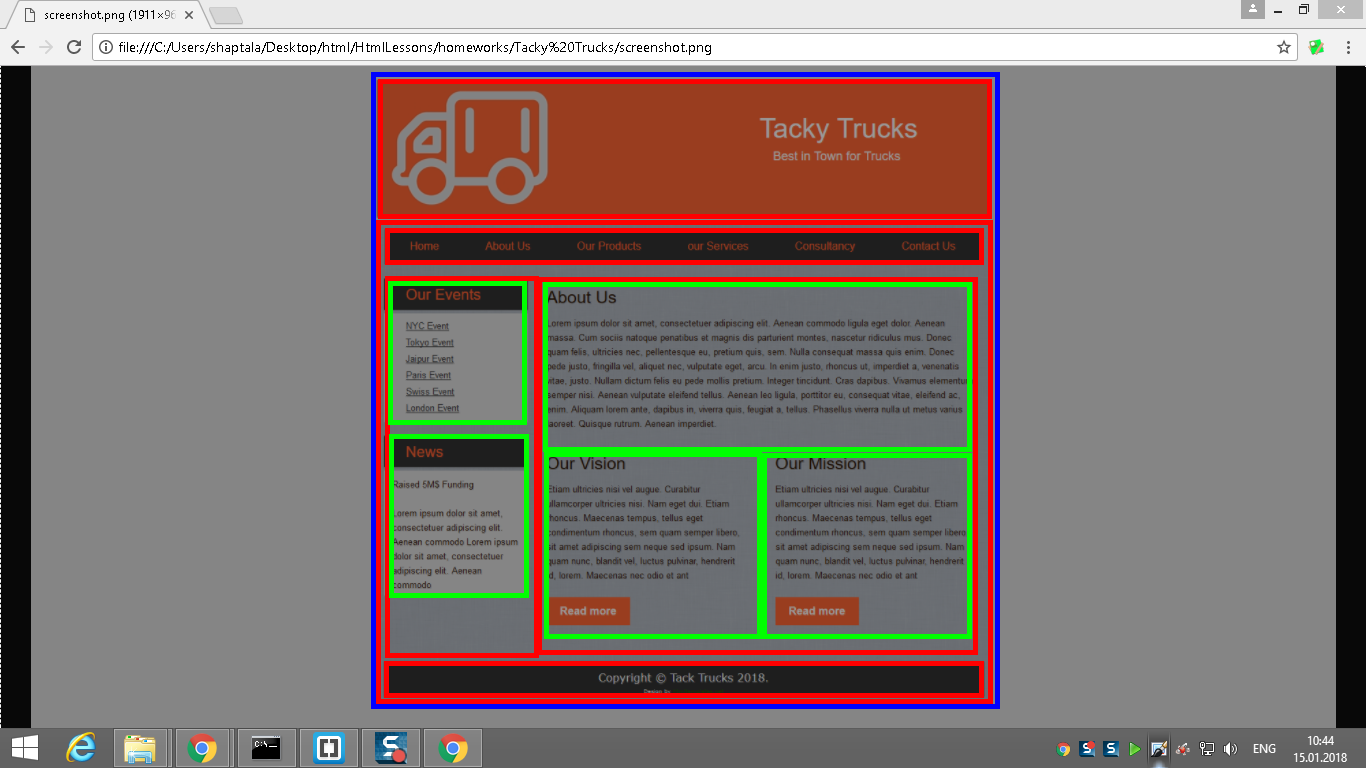 screenshot.png (1911×96
file:///C:/Users/shaptala/Desktop/html/HtmlLessons/homeworks/Tacky%20Trucks/screenshot.png
Tacky Trucks
Best in Town for Trucks
Home About Us Our Products our Services Consultancy Contact Us
Our Events
NYC Event
Tokyo Event
Jaipur Event
Paris Event
Swiss Event
London Event
News
Raised 5M$ Funding
Lorem ipsum dolor sit amet,
consectetuer adipiscing elit.
Aenean commodo Lorem ipsum
dolor sit amet, consectetuer
adipiscing elit. Aenean
commodo
About Us
Lorem ipsum dolor sit amet, consectetuer adipiscing elit. Aenean commodo ligula eget dolor. Aenean
massa. Cum sociis natoque penatibus et magnis dis parturient montes, nascetur ridiculus mus. Donec
quam felis, ultricies nec, pellentesque eu, pretium quis, sem. Nulla consequat massa quis enim. Donec
pede justo, fringilla vel, aliquet nec, vulputate eget, arcu. In enim justo, rhoncus ut, imperdiet a, venenatis
vitae, justo. Nullam dictum felis eu pede mollis pretium. Integer tincidunt. Cras dapibus. Vivamus elementum
semper nisi. Aenean vulputate eleifend tellus. Aenean leo ligula, porttitor eu, consequat vitae, eleifend ac,
enim. Aliquam lorem ante, dapibus in, viverra quis, feugiat a, tellus. Phasellus viverra nulla ut metus varius
laoreet. Quisque rutrum. Aenean imperdiet.
Our Vision
Etiam ultricies nisi vel augue. Curabitur
ullamcorper ultricies nisi. Nam eget dui. Etiam
rhoncus. Maecenas tempus, tellus eget
condimentum rhoncus, sem quam semper libero,
sit amet adipiscing sem neque sed ipsum. Nam
quam nunc, blandit vel, luctus pulvinar, hendrerit
id, lorem. Maecenas nec odio et ant
Read more
Our Mission
Etiam ultricies nisi vel augue. Curabitur
ullamcorper ultricies nisi. Nam eget dui. Etiam
rhoncus. Maecenas tempus, tellus eget
condimentum rhoncus, sem quam semper libero,
sit amet adipiscing sem neque sed ipsum. Nam
quam nunc, blandit vel, luctus pulvinar, hendrerit
id, lorem. Maecenas nec odio et ant
Read more
Copyright © Tack Trucks 2018.
Design by
ENG
10:44
15.01.2018